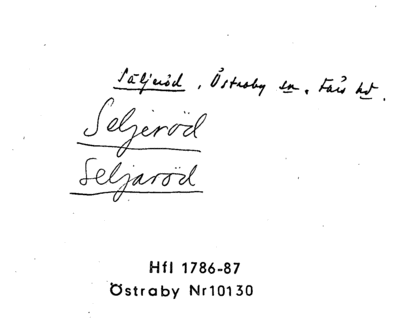 Säljeröd, Östraby sn, Färs hd.
Seljeröd
Seljaröd
Hfl 1786-87
Östraby Nr10130